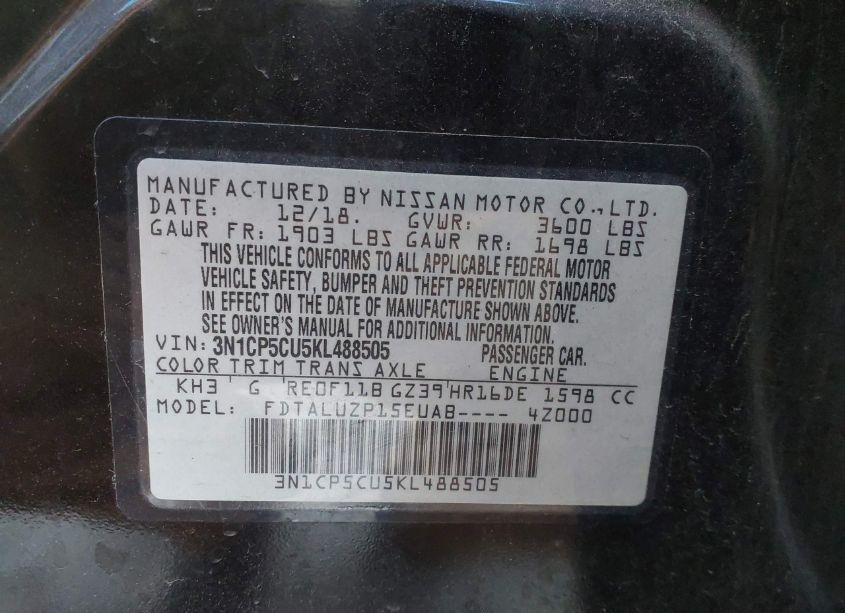 MANUFACTURED BY NISSAN MOTOR CO.,LTD.
DATE: 12/18. GVWR: 3600 LBS
GAWR FR: 1903 LBS GAWR RR: 1698 LBS
THIS VEHICLE CONFORMS TO ALL APPLICABLE FEDERAL MOTOR
VEHICLE SAFETY, BUMPER AND THEFT PREVENTION STANDARDS
IN EFFECT ON THE DATE OF MANUFACTURE SHOWN ABOVE.
SEE OWNER'S MANUAL FOR ADDITIONAL INFORMATION.
VIN: 3N1CP5CU5KL488505 PASSENGER CAR.
COLOR TRIM TRANS AXLE ENGINE
KH3 G RE0F11B GZ39 HR16DE 1598 CC
MODEL: FDTALUZP15EUAB---- 4Z000
3N1CP5CU5KL488505